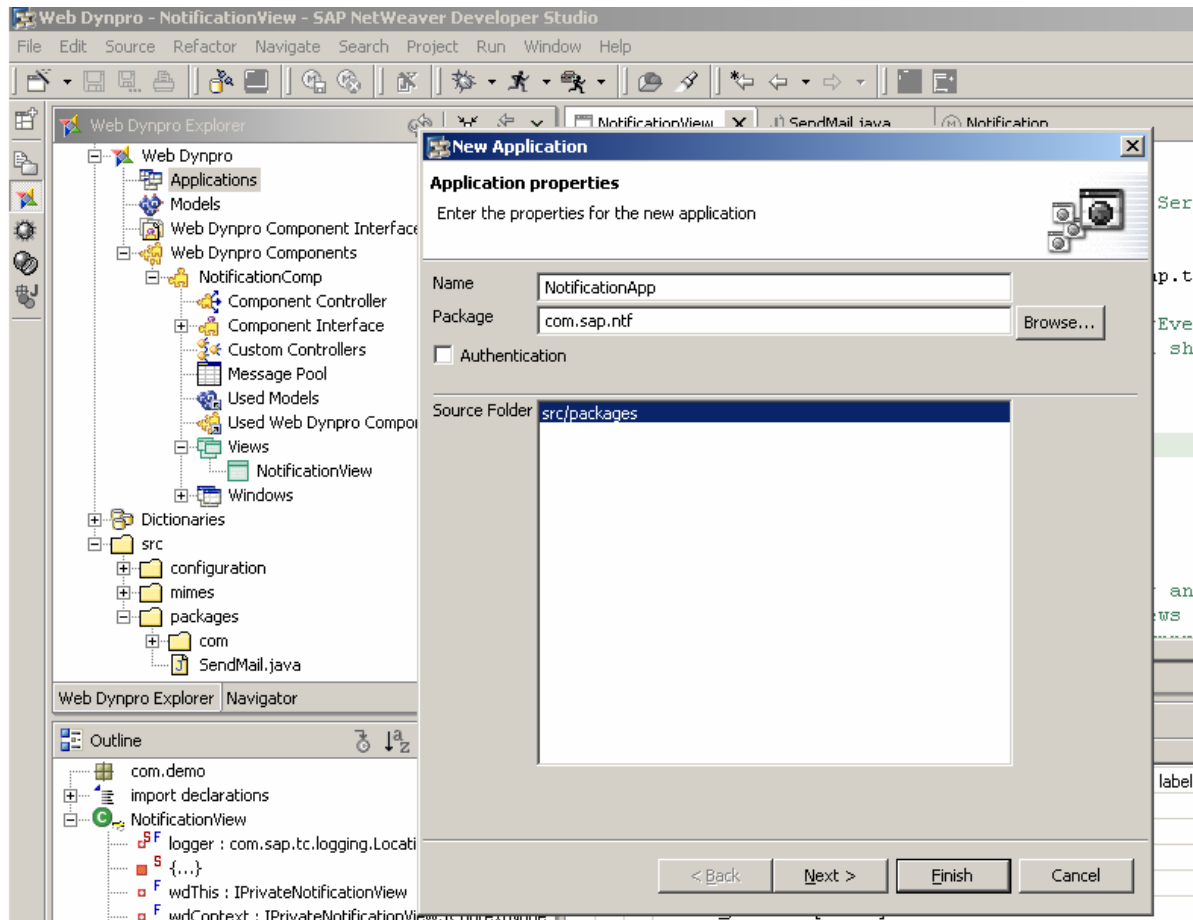 Web Dynpro - NotificationView - SAP NetWeaver Developer Studio
File Edit Source Refactor Navigate Search Project Run Window Help
Web Dynpro Explorer
NotificationView
SendMail.java
Notification
Web Dynpro
Applications
Models
Web Dynpro Component Interface
Web Dynpro Components
NotificationComp
Component Controller
Component Interface
Custom Controllers
Message Pool
Used Models
Used Web Dynpro Compo
Views
NotificationView
Windows
Dictionaries
src
configuration
mimes
packages
com
SendMail.java
Web Dynpro Explorer Navigator
Outline
com.demo
import declarations
NotificationView
logger : com.sap.tc.logging.Locati
{...}
wdThis : IPrivateNotificationView
wdContext : IPrivateNotificationView.IContextNode
New Application
Application properties
Enter the properties for the new application
Name
NotificationApp
Package
com.sap.ntf
Browse...
Authentication
Source Folder
src/packages
< Back
Next >
Finish
Cancel
Ser
ap.t
Eve
sh
an
ews
label